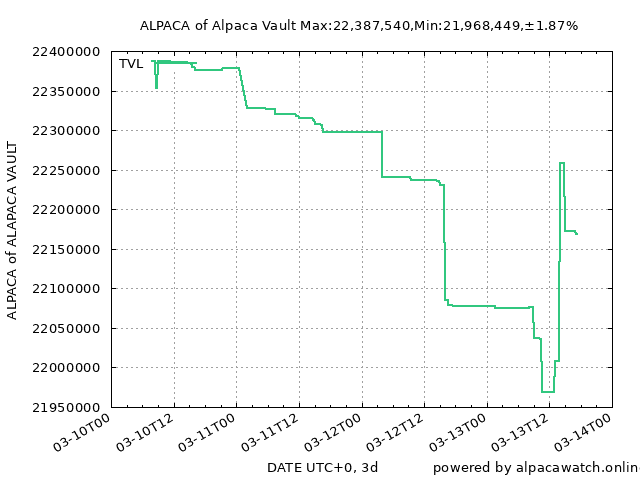 ALPACA of Alpaca Vault Max:22,387,540,Min:21,968,449,±1.87%
22400000
TVL
22350000
22300000
22250000
22200000
22150000
22100000
22050000
22000000
21950000
ALPACA of ALAPACA VAULT
03-10T00
03-10T12
03-11T00
03-11T12
03-12T00
03-12T12
03-13T00
03-13T12
03-14T00
DATE UTC+0, 3d
powered by alpacawatch.onlin